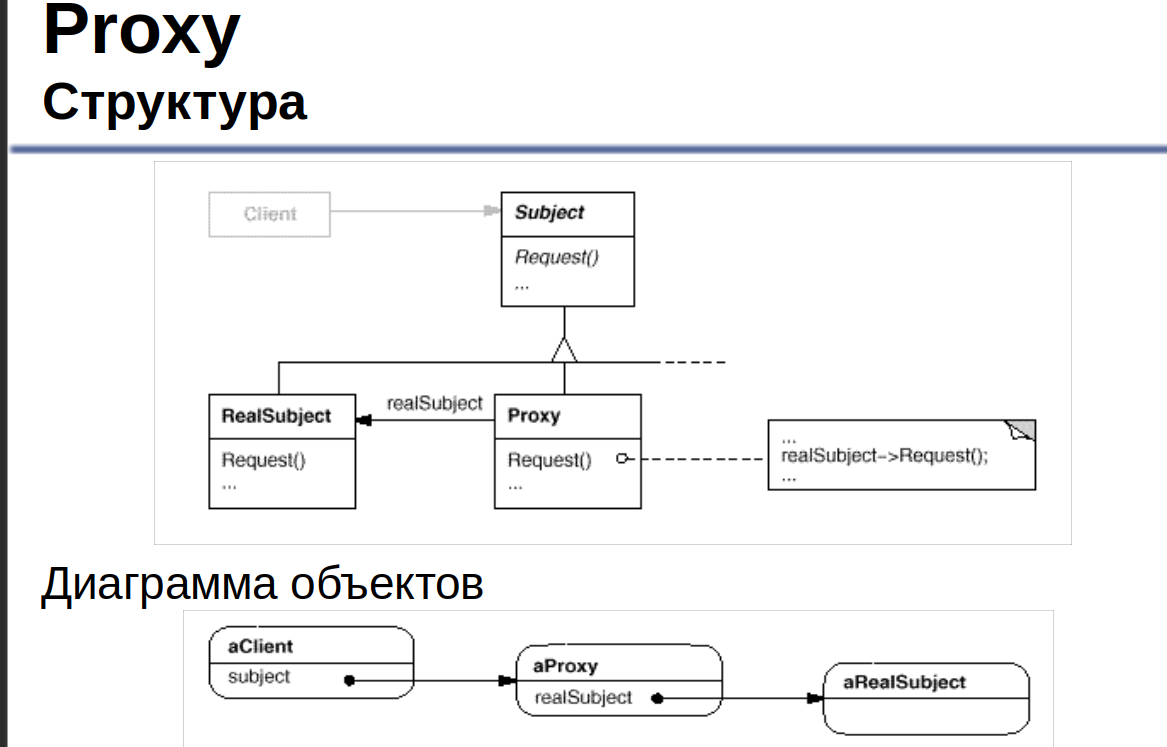 Proxy
Структура
Client
Subject
Request()
...
realSubject
RealSubject
Request()
...
Proxy
Request()
...
...
realSubject->Request();
...
Диаграмма объектов
aClient
subject
aProxy
realSubject
aRealSubject